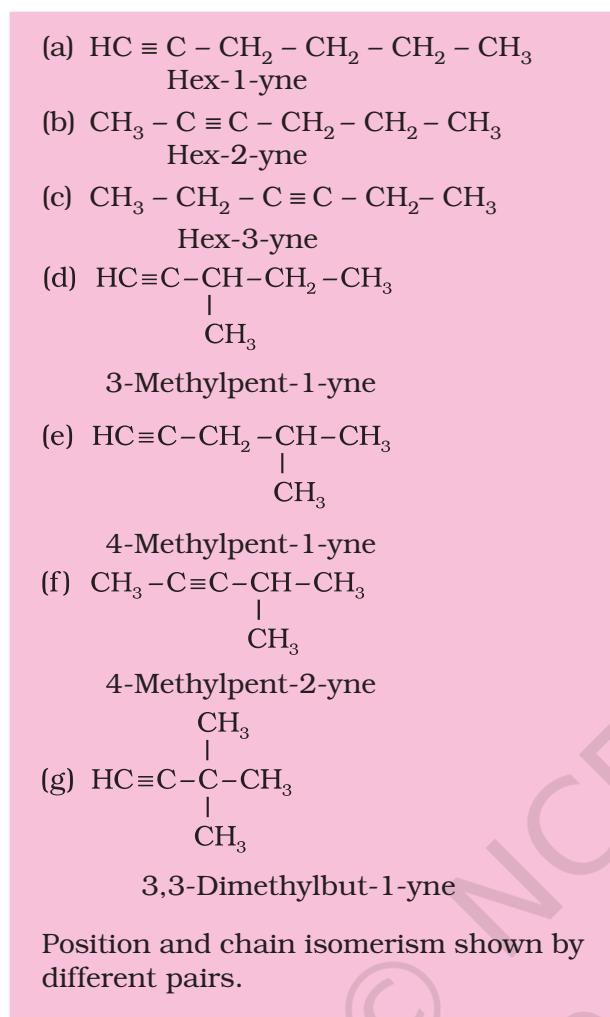 (a) HC ≡ C – CH₂ – CH₂ – CH₂ – CH₃
Hex-1-yne
(b) CH₃ – C ≡ C – CH₂ – CH₂ – CH₃
Hex-2-yne
(c) CH₃ – CH₂ – C ≡ C – CH₂– CH₃
Hex-3-yne
(d) HC≡C–CH–CH₂–CH₃
|
CH₃
3-Methylpent-1-yne
(e) HC≡C–CH₂–CH–CH₃
|
CH₃
4-Methylpent-1-yne
(f) CH₃–C≡C–CH–CH₃
|
CH₃
4-Methylpent-2-yne
CH₃
|
(g) HC≡C–C–CH₃
|
CH₃
3,3-Dimethylbut-1-yne
Position and chain isomerism shown by
different pairs.